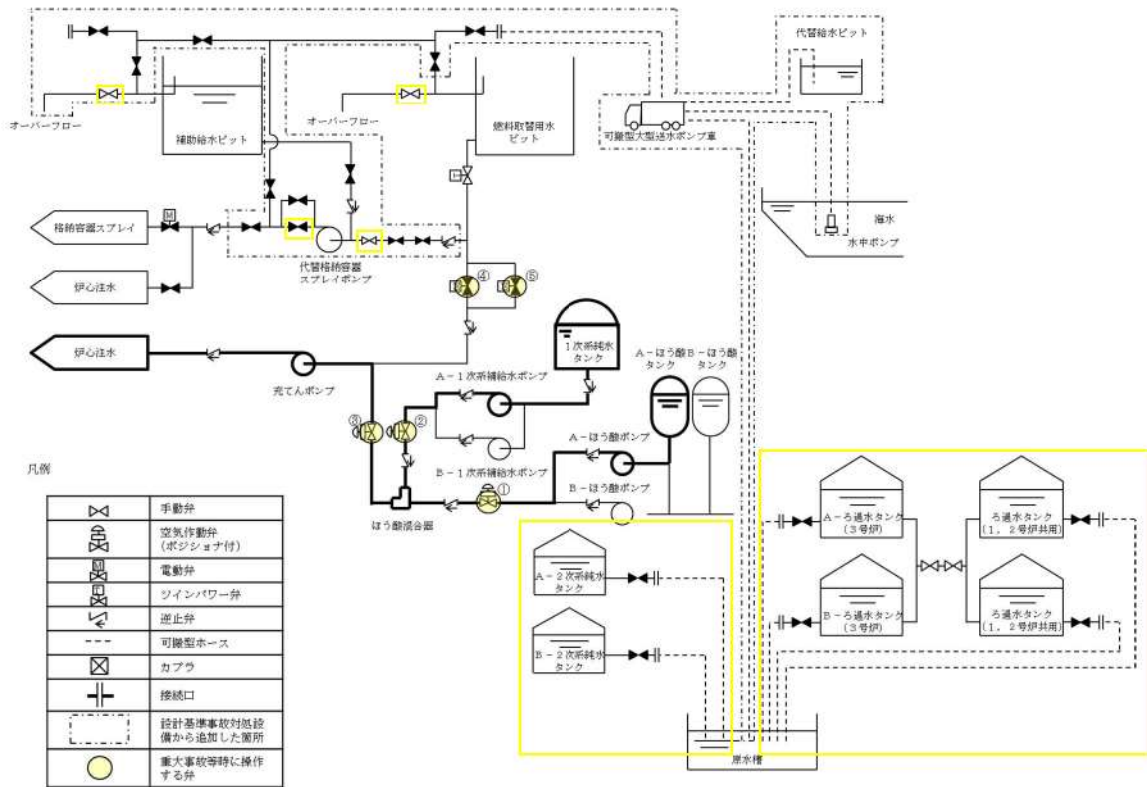 代替給水ピット
オーバーフロー
補助給水ピット
オーバーフロー
燃料取替用水
ピット
可搬型大型送水ポンプ車
海水
水中ポンプ
M
格納容器スプレイ
炉心注水
代替格納容器
スプレイポンプ
④
⑤
炉心注水
充てんポンプ
1次系純水
タンク
A-ほう酸
タンク
B-ほう酸
タンク
A-1次系補給水ポンプ
③
②
B-1次系補給水ポンプ
A-ほう酸ポンプ
①
B-ほう酸ポンプ
ほう酸混合器
A-2次系純水
タンク
B-2次系純水
タンク
A-ろ過水タンク
(3号炉)
ろ過水タンク
(1,2号炉共用)
B-ろ過水タンク
(3号炉)
ろ過水タンク
(1,2号炉共用)
原水槽
凡例
手動弁
空気作動弁
(ポジショナ付)
M
電動弁
T
ツインパワー弁
逆止弁
可搬型ホース
カプラ
接続口
設計基準事故対処設
備から追加した箇所
重大事故等時に操作
する弁